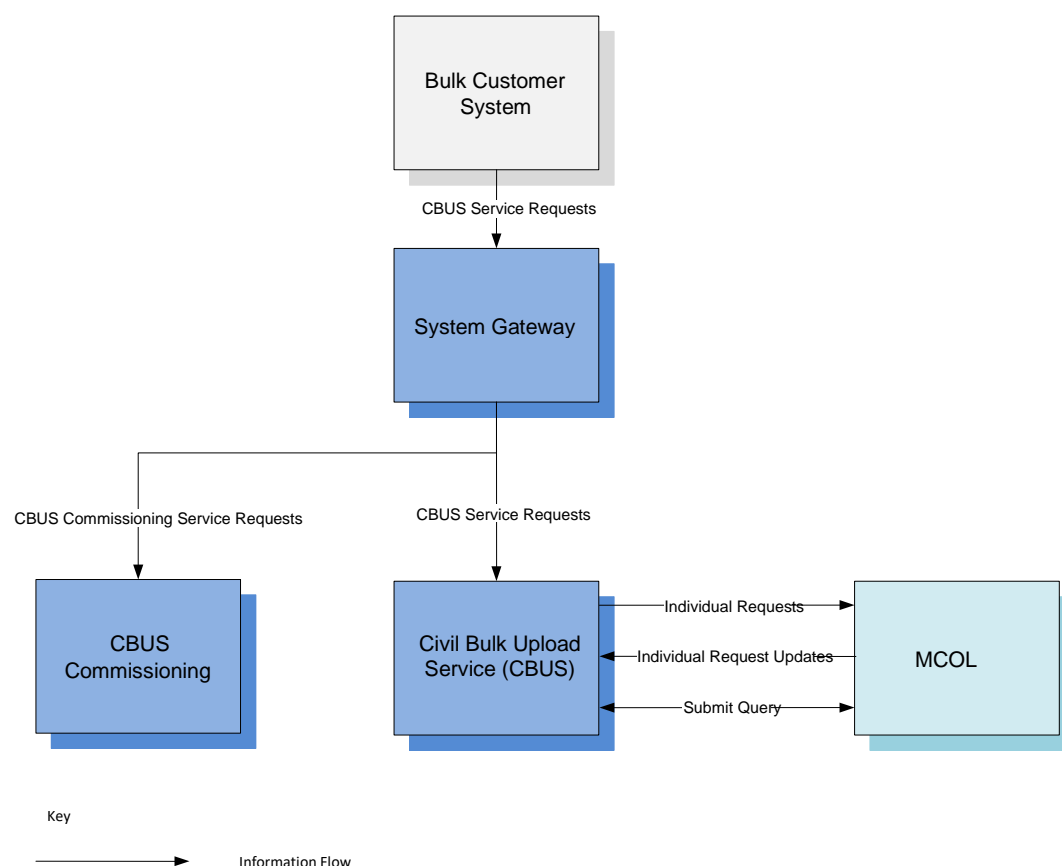 Bulk Customer
System
CBUS Service Requests
System Gateway
CBUS Commissioning Service Requests
CBUS Service Requests
CBUS
Commissioning
Civil Bulk Upload
Service (CBUS)
Individual Requests
Individual Request Updates
Submit Query
MCOL
Key
Information Flow